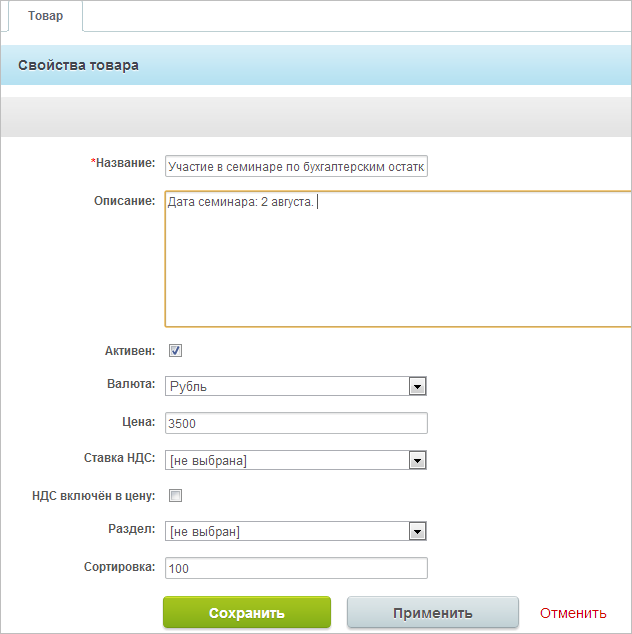 Товар
Свойства товара
*Название: Участие в семинаре по бухгалтерским остатк
Описание: Дата семинара: 2 августа.
Активен:
Валюта: Рубль
Цена: 3500
Ставка НДС: [не выбрана]
НДС включён в цену:
Раздел: [не выбран]
Сортировка: 100
Сохранить Применить Отменить